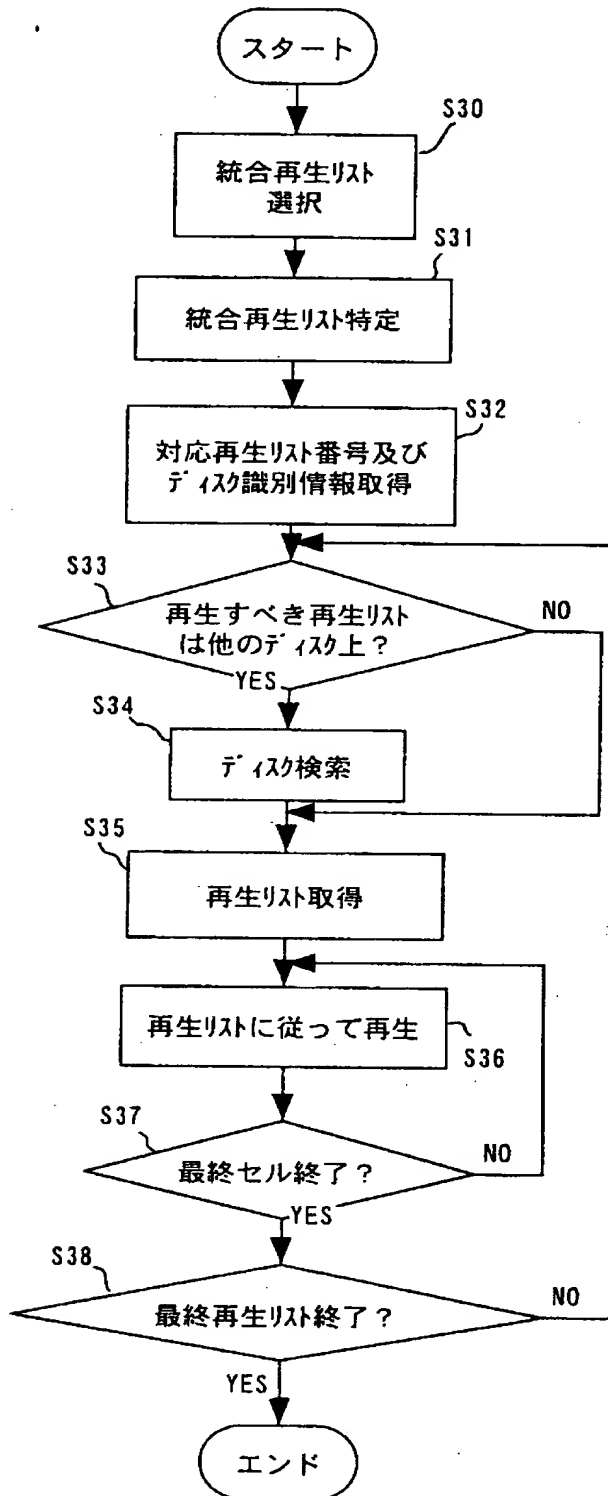 スタート
S30
統合再生リスト
選択
S31
統合再生リスト特定
S32
対応再生リスト番号及び
ディスク識別情報取得
S33
再生すべき再生リスト
は他のディスク上?
NO
YES
S34
ディスク検索
S35
再生リスト取得
再生リストに従って再生
S36
S37
最終セル終了?
NO
YES
S38
最終再生リスト終了?
NO
YES
エンド